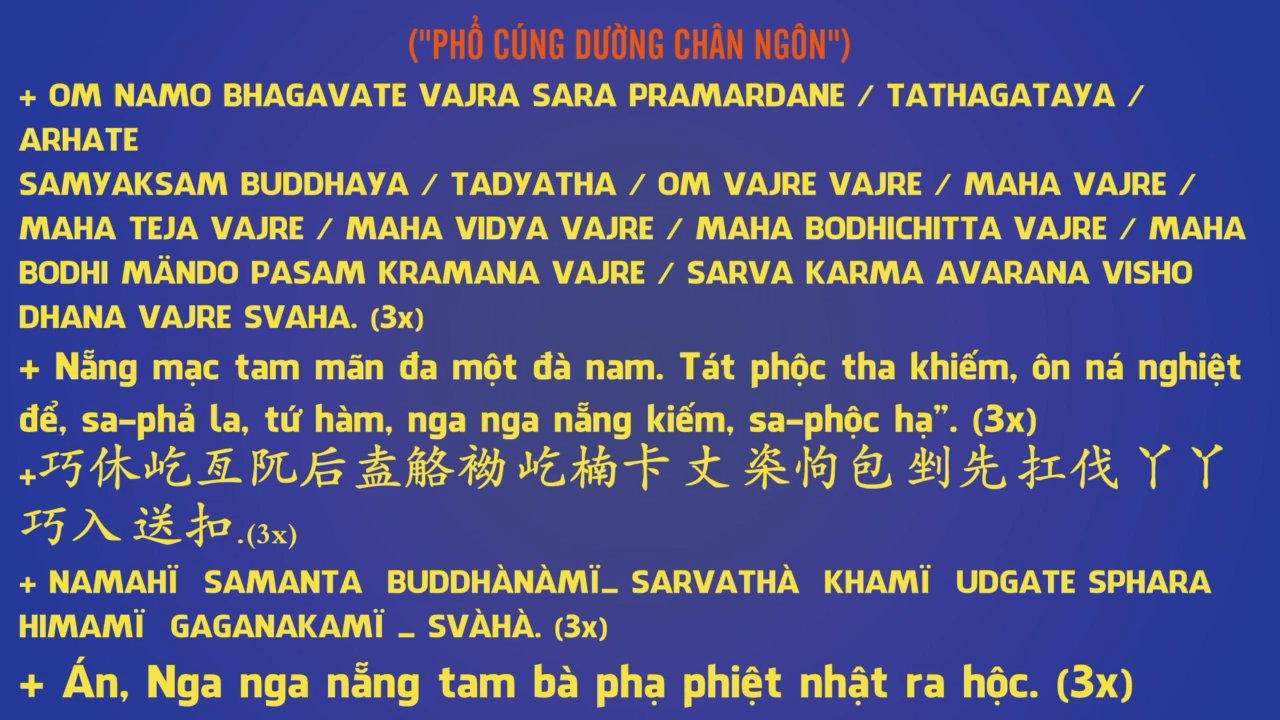 ("PHỔ CÚNG DƯỜNG CHÂN NGÔN")
+ OM NAMO BHAGAVATE VAJRA SARA PRAMARDANE / TATHAGATAYA /
ARHATE
SAMYAKSAM BUDDHAYA / TADYATHA / OM VAJRE VAJRE / MAHA VAJRE /
MAHA TEJA VAJRE / MAHA VIDYA VAJRE / MAHA BODHICHITTA VAJRE / MAHA
BODHI MÄNDO PASAM KRAMANA VAJRE / SARVA KARMA AVARANA VISHO
DHANA VAJRE SVAHA. (3x)
+ Nẵng mạc tam mãn đa một đà nam. Tát phộc tha khiếm, ôn ná nghiệt
để, sa-phả la, tứ hàm, nga nga nẵng kiếm, sa-phộc hạ”. (3x)
+巧休屹亙阢后盍觡袎屹楠卡丈 栥怐包 剉先扛伐丫丫
巧入送扣.(3x)
+ NAMAHÏ SAMANTA BUDDHÀNÀMÏ_ SARVATHÀ KHAMÏ UDGATE SPHARA
HIMAMÏ GAGANAKAMÏ _ SVÀHÀ. (3x)
+ Án, Nga nga nẵng tam bà phạ phiệt nhật ra hộc. (3x)